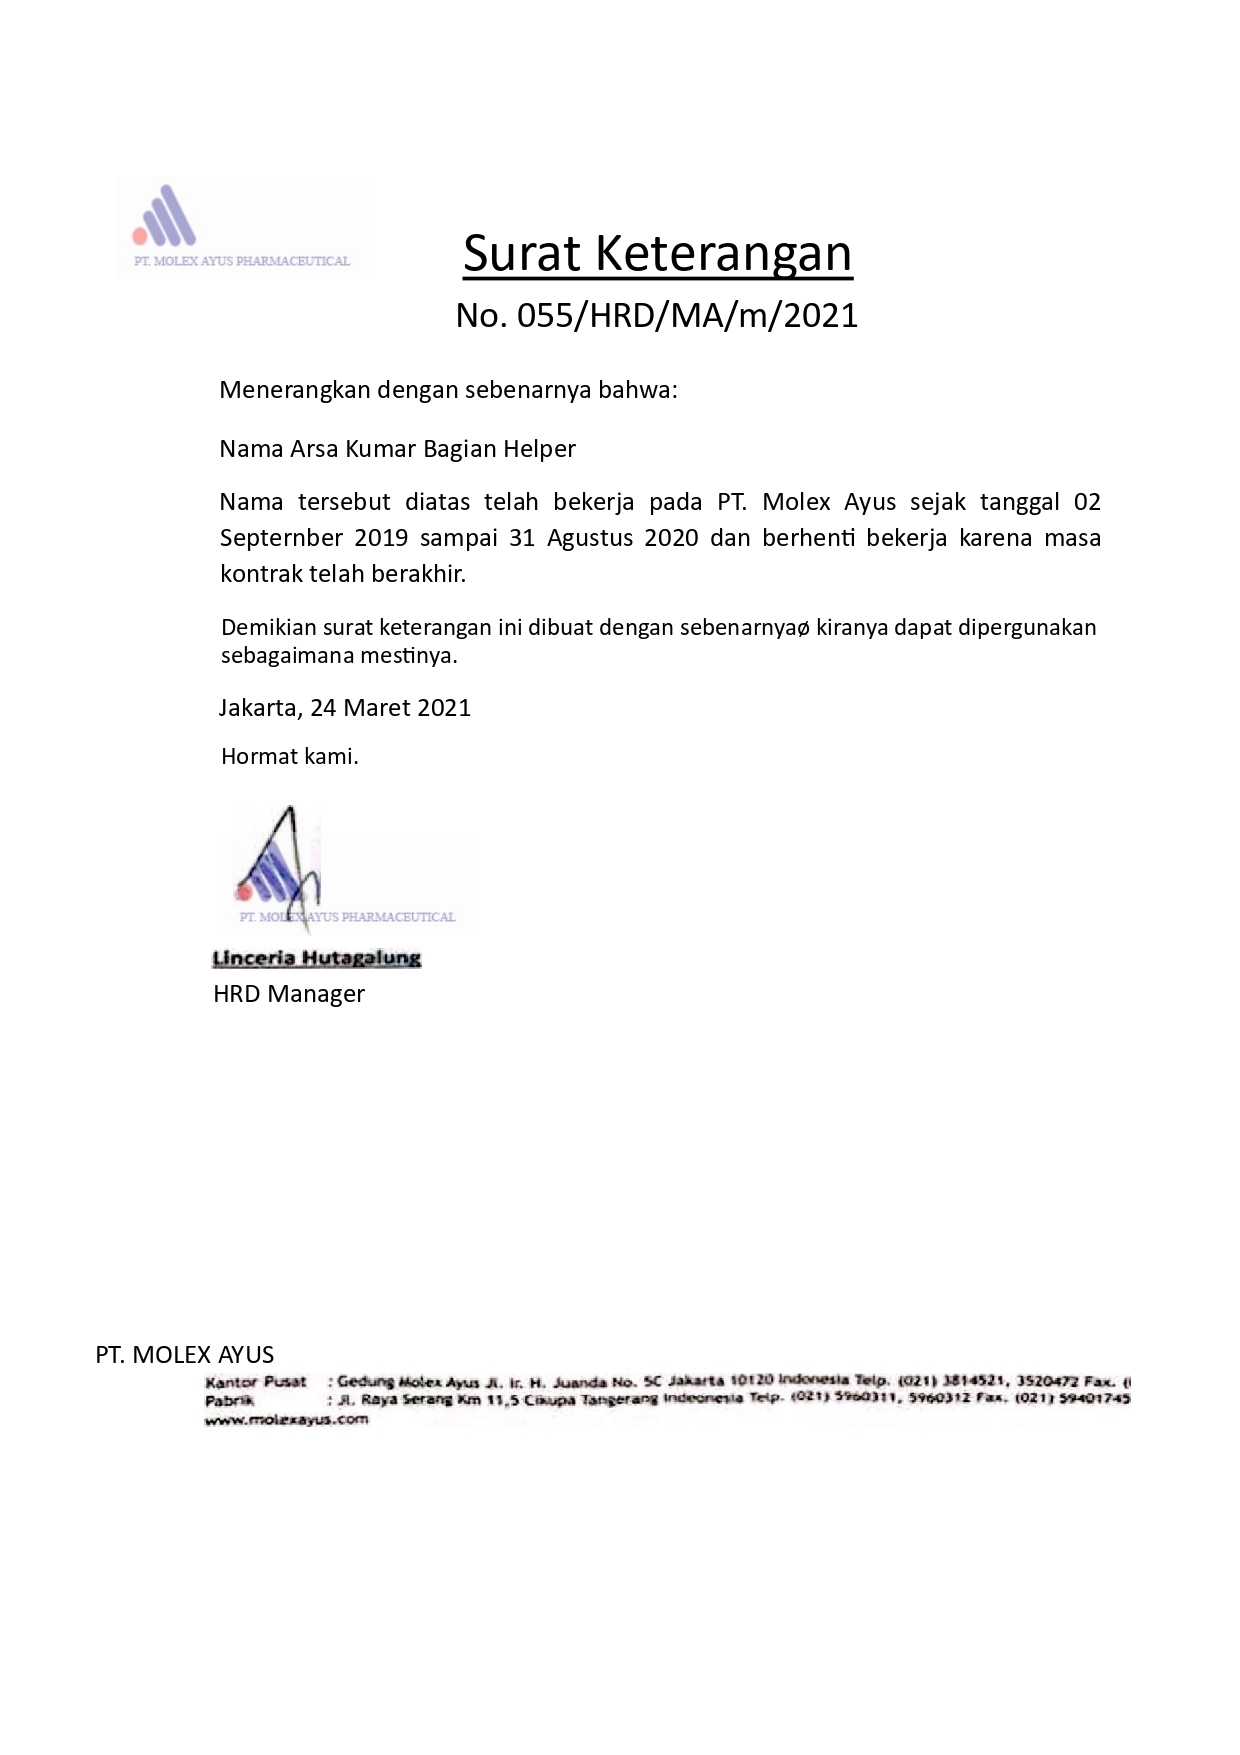 PT. MOLEX AYUS PHARMACEUTICAL
Surat Keterangan
No. 055/HRD/MA/m/2021
Menerangkan dengan sebenarnya bahwa:
Nama Arsa Kumar Bagian Helper
Nama tersebut diatas telah bekerja pada PT. Molex Ayus sejak tanggal 02
Septernber 2019 sampai 31 Agustus 2020 dan berhenti bekerja karena masa
kontrak telah berakhir.
Demikian surat keterangan ini dibuat dengan sebenarnyaø kiranya dapat dipergunakan
sebagaimana mestinya.
Jakarta, 24 Maret 2021
Hormat kami.
PT. MOLEX AYUS PHARMACEUTICAL
Linceria Hutagalung
HRD Manager
PT. MOLEX AYUS
Kantor Pusat : Gedung Molex Ayus Jl. Ir. H. Juanda No. 5C Jakarta 10120 Indonesia Telp. (021) 3814521, 3520472 Fax. (
Pabrik : Jl. Raya Serang Km 11,5 Cikupa Tangerang Indeonesia Telp. (021) 5960311, 5960312 Fax. (021) 59401745
www.molexayus.com